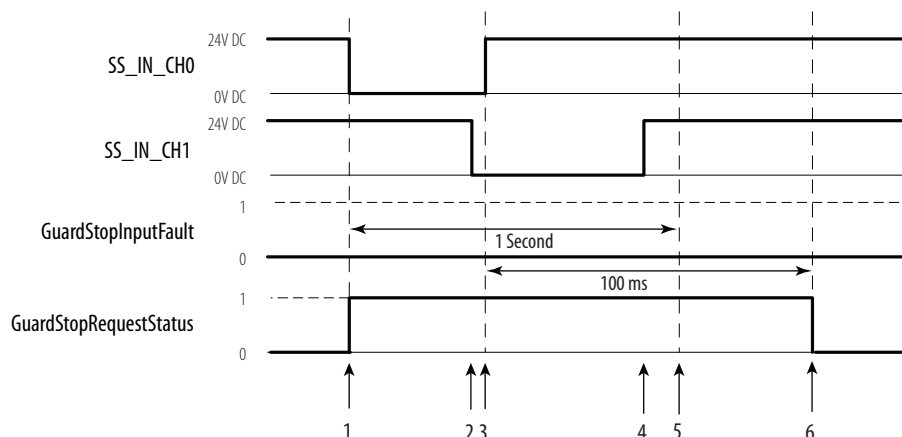 24V DC
SS_IN_CH0
0V DC
24V DC
SS_IN_CH1
0V DC
1
GuardStopInputFault
1 Second
0
100 ms
1
GuardStopRequestStatus
0
1 2 3 4 5 6